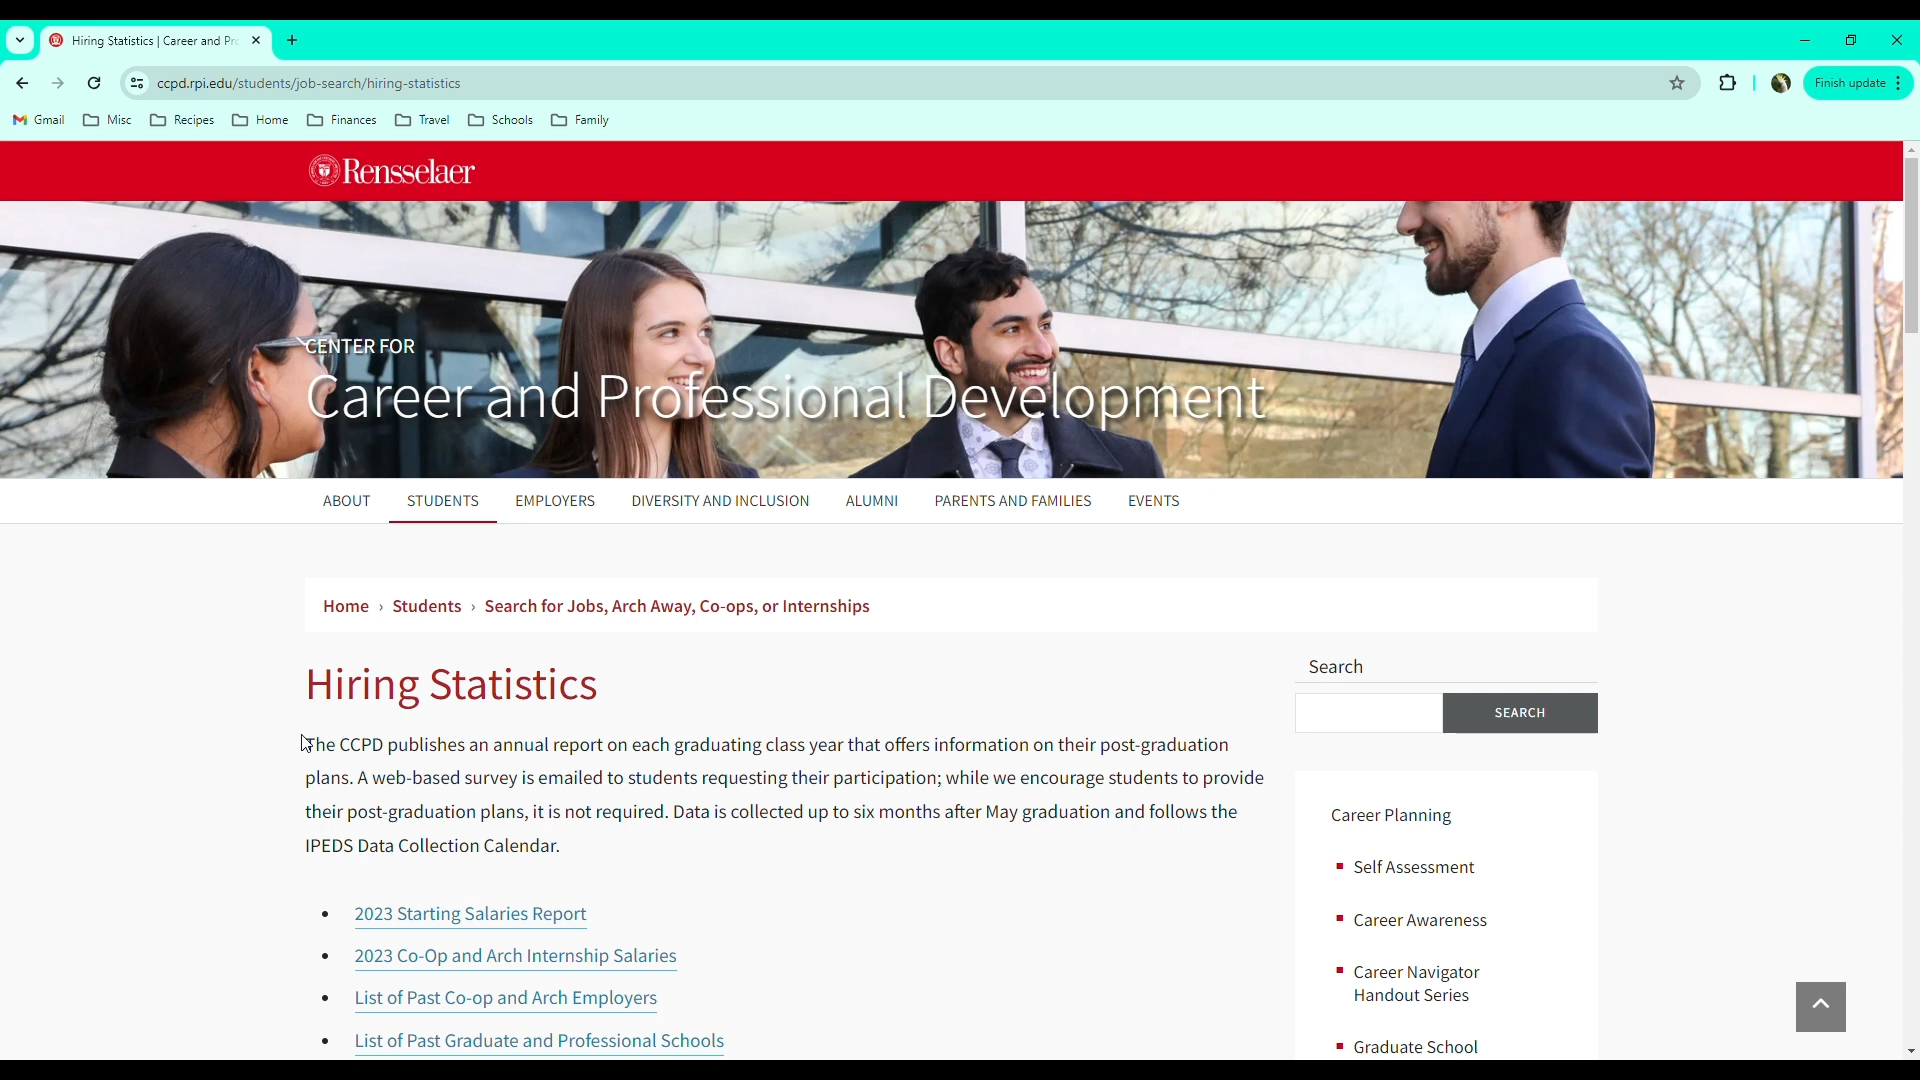 Hiring Statistics | Career and Pr
ccpd.rpi.edu/students/job-search/hiring-statistics
Finish update
Gmail
Misc
Recipes
Home
Finances
Travel
Schools
Family
Rensselaer
CENTER FOR
Career and Professional Development
ABOUT
STUDENTS
EMPLOYERS
DIVERSITY AND INCLUSION
ALUMNI
PARENTS AND FAMILIES
EVENTS
Home › Students › Search for Jobs, Arch Away, Co-ops, or Internships
Hiring Statistics
The CCPD publishes an annual report on each graduating class year that offers information on their post-graduation
plans. A web-based survey is emailed to students requesting their participation; while we encourage students to provide
their post-graduation plans, it is not required. Data is collected up to six months after May graduation and follows the
IPEDS Data Collection Calendar.
• 2023 Starting Salaries Report
• 2023 Co-Op and Arch Internship Salaries
• List of Past Co-op and Arch Employers
• List of Past Graduate and Professional Schools
Search
SEARCH
Career Planning
Self Assessment
Career Awareness
Career Navigator
Handout Series
Graduate School